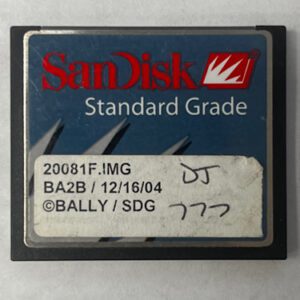 SanDisk
Standard Grade
20081F.IMG
BA2B / 12/16/04
©BALLY / SDG
DJ
777